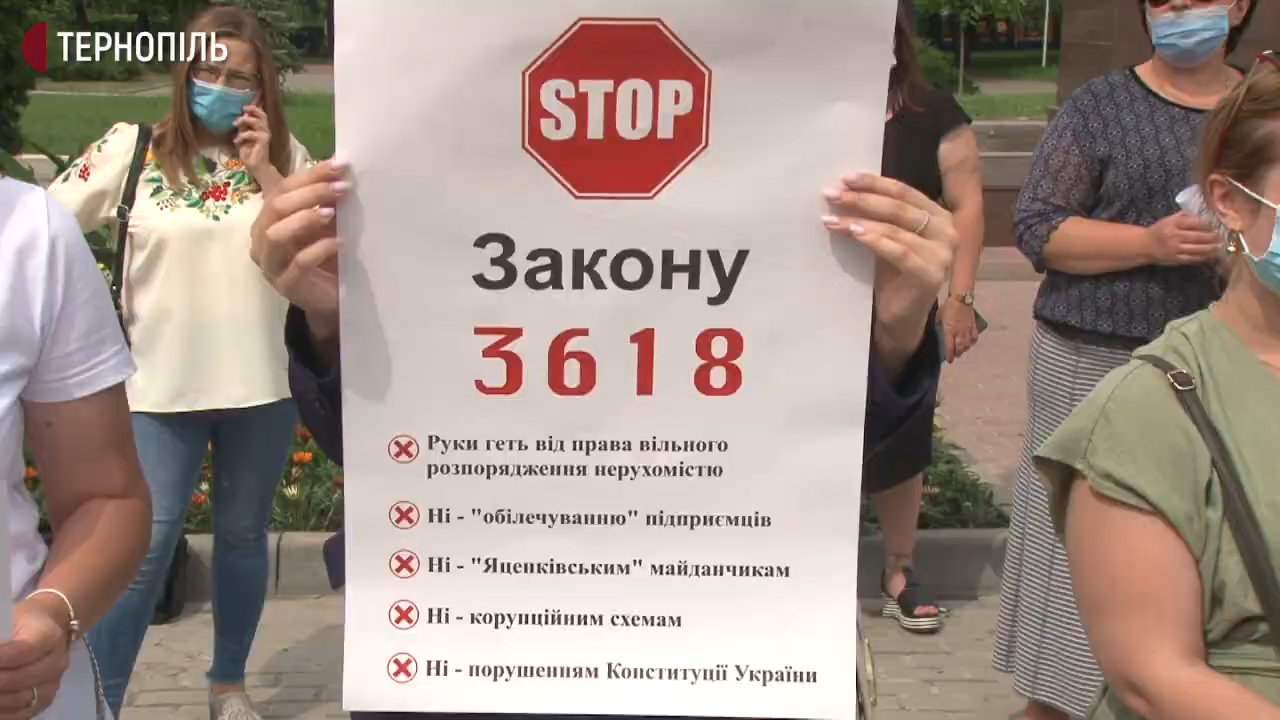 ТЕРНОПІЛЬ
STOP
Закону
3618
Руки геть від права вільного
розпорядження нерухомістю
Ні - "обілечуванню" підприємців
Ні - "Яценківським" майданчикам
Ні - корупційним схемам
Ні - порушенням Конституції України